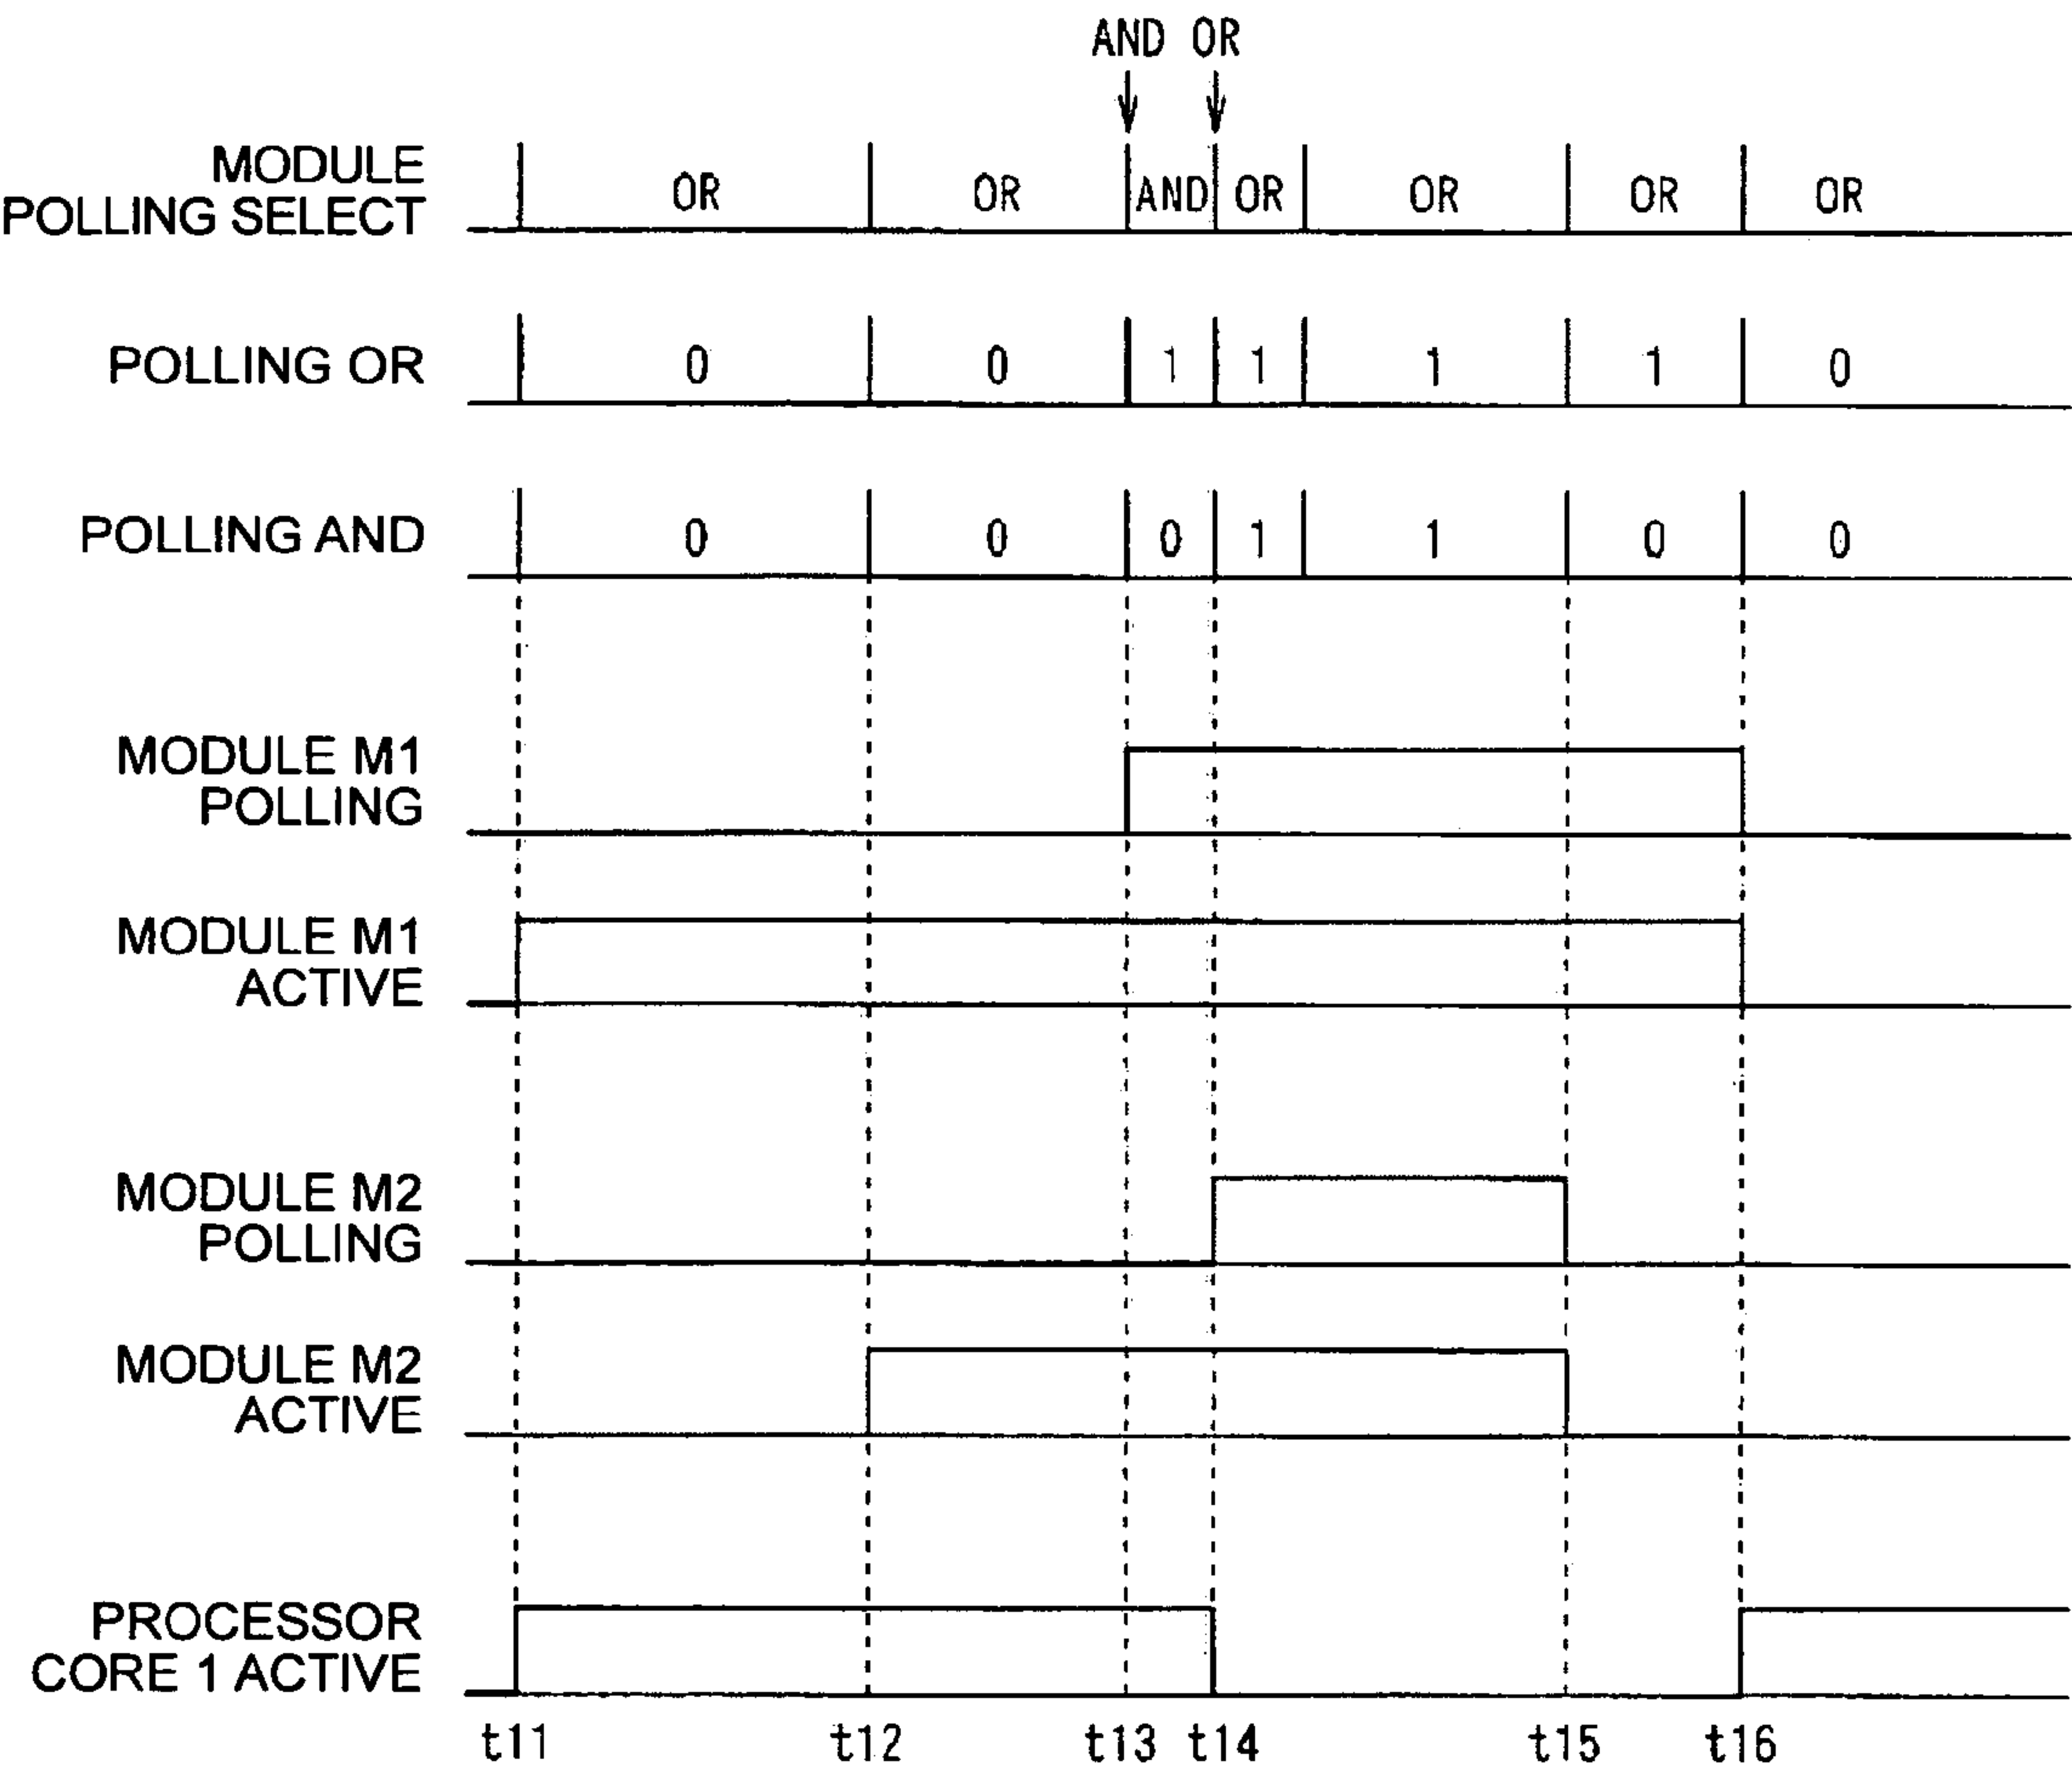 AND OR
MODULE
POLLING SELECT
OR OR AND OR OR OR OR
POLLING OR
0 0 1 1 1 1 0
POLLING AND
0 0 0 1 1 0 0
MODULE M1
POLLING
MODULE M1
ACTIVE
MODULE M2
POLLING
MODULE M2
ACTIVE
PROCESSOR
CORE 1 ACTIVE
t11 t12 t13 t14 t15 t16